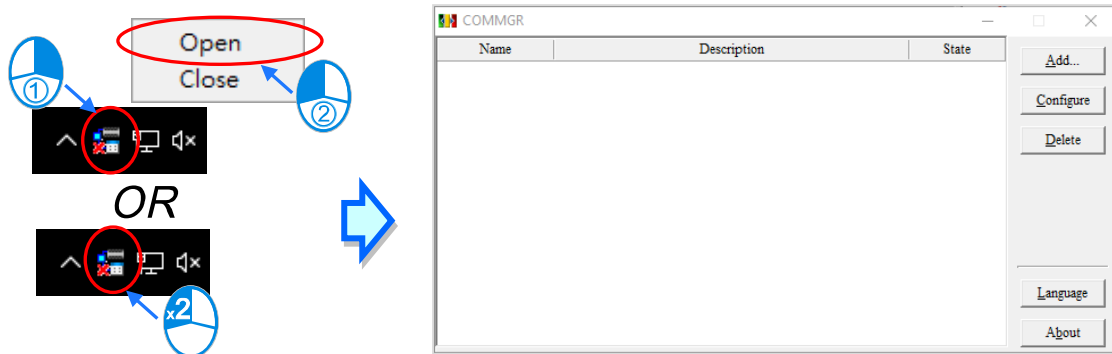 Open
Close
①
②
OR
x2
COMMGR
Name Description State
Add...
Configure
Delete
Language
About